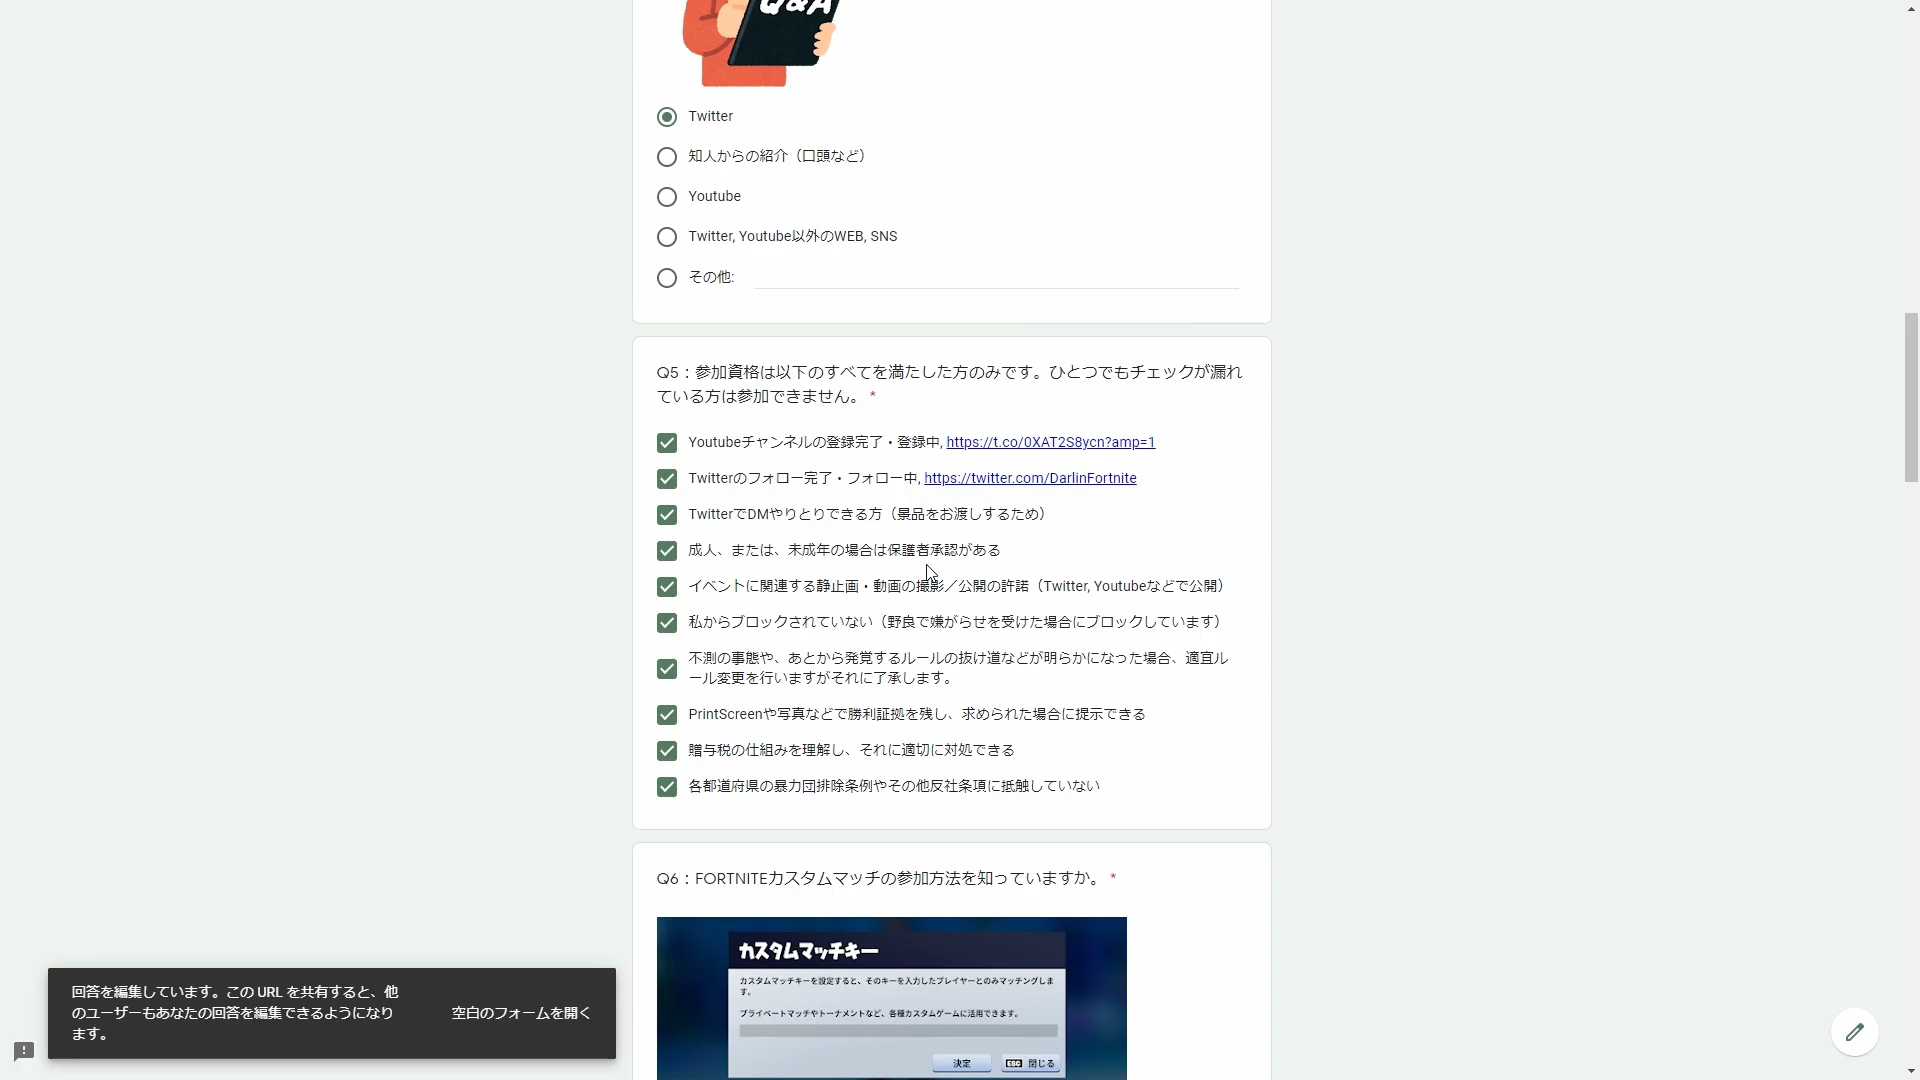 Q&A
Twitter
知人からの紹介（口頭など）
Youtube
Twitter, Youtube以外のWEB, SNS
その他:
Q5：参加資格は以下のすべてを満たした方のみです。ひとつでもチェックが漏れ
ている方は参加できません。 *
Youtubeチャンネルの登録完了・登録中, https://t.co/0XAT2S8ycn?amp=1
Twitterのフォロー完了・フォロー中, https://twitter.com/DarlinFortnite
TwitterでDMやりとりできる方（景品をお渡しするため）
成人、または、未成年の場合は保護者承認がある
イベントに関連する静止画・動画の撮影／公開の許諾（Twitter, Youtubeなどで公開）
私からブロックされていない（野良で嫌がらせを受けた場合にブロックしています）
不測の事態や、あとから発覚するルールの抜け道などが明らかになった場合、適宜ル
ール変更を行いますがそれに了承します。
PrintScreenや写真などで勝利証拠を残し、求められた場合に提示できる
贈与税の仕組みを理解し、それに適切に対処できる
各都道府県の暴力団排除条例やその他反社条項に抵触していない
Q6：FORTNITEカスタムマッチの参加方法を知っていますか。 *
カスタムマッチキー
カスタムマッチキーを設定すると、そのキーを入力したプレイヤーとのみマッチングしま
す。
プライベートマッチやトーナメントなど、各種カスタムゲームに活用できます。
決定
ESC 閉じる
回答を編集しています。この URL を共有すると、他
のユーザーもあなたの回答を編集できるようになり
ます。
空白のフォームを開く